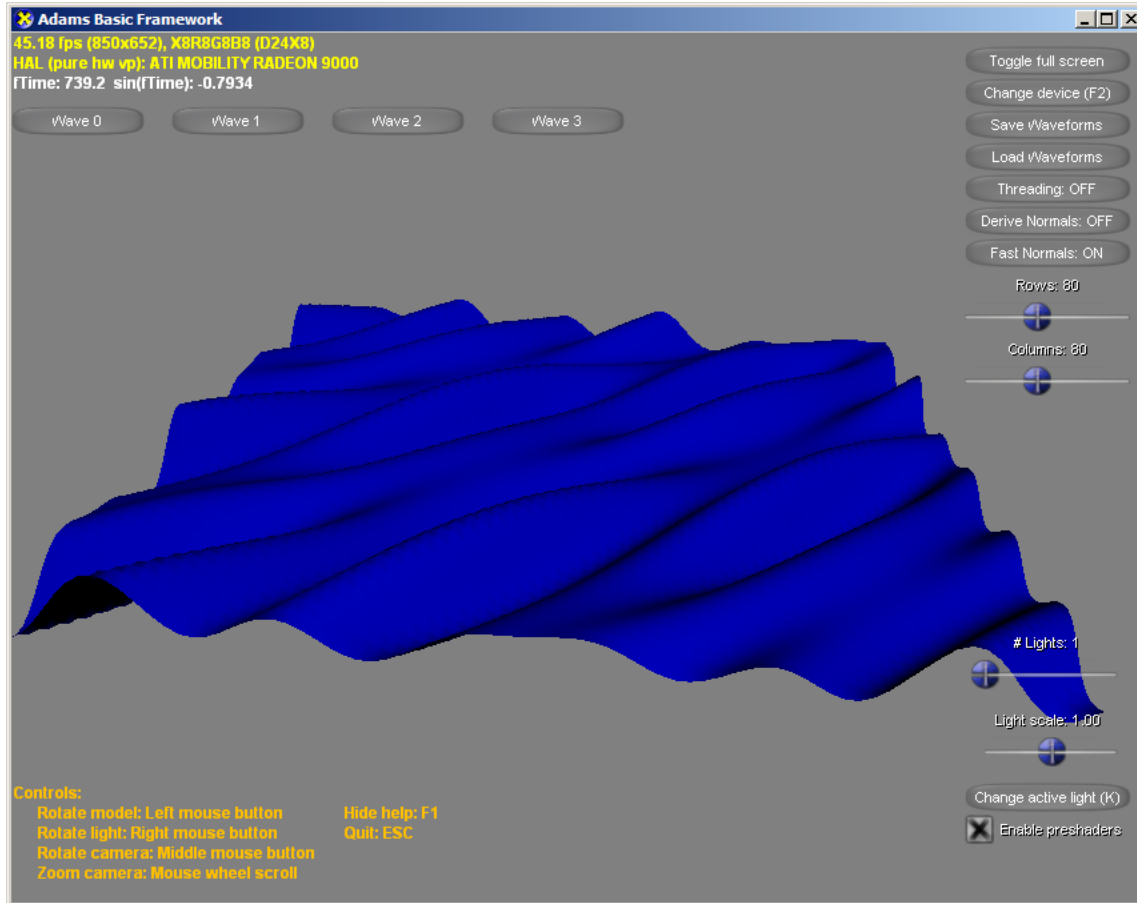 Adams Basic Framework
45.18 fps (850x652), X8R8G8B8 (D24X8)
HAL (pure hw vp): ATI MOBILITY RADEON 9000
fTime: 739.2 sin(fTime): -0.7934
Wave 0 Wave 1 Wave 2 Wave 3
Toggle full screen
Change device (F2)
Save Waveforms
Load Waveforms
Threading: OFF
Derive Normals: OFF
Fast Normals: ON
Rows: 80
Columns: 80
# Lights: 1
Light scale: 1.00
Change active light (K)
Enable preshaders
Controls:
Rotate model: Left mouse button Hide help: F1
Rotate light: Right mouse button Quit: ESC
Rotate camera: Middle mouse button
Zoom camera: Mouse wheel scroll